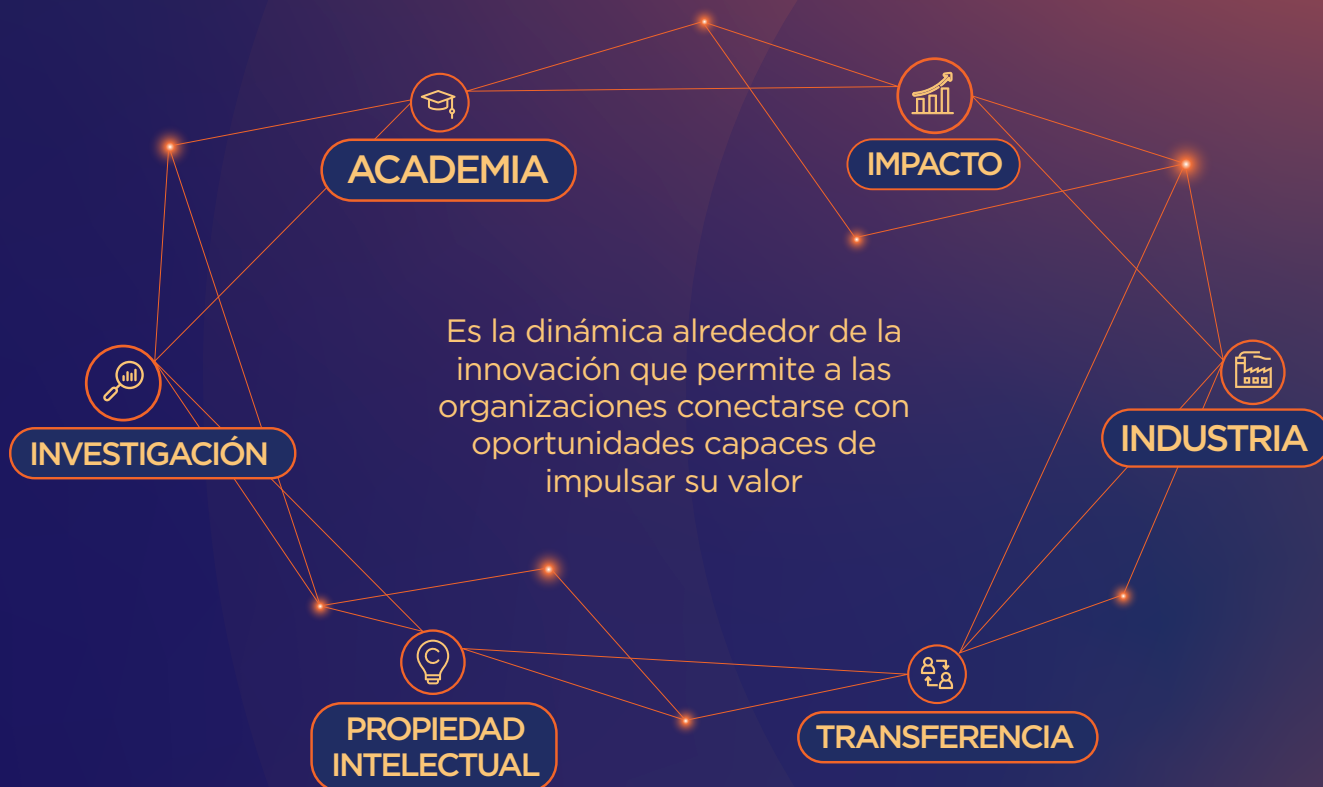 ACADEMIA
IMPACTO
Es la dinámica alrededor de la
innovación que permite a las
organizaciones conectarse con
oportunidades capaces de
impulsar su valor
INVESTIGACIÓN
INDUSTRIA
C
PROPIEDAD
INTELECTUAL
TRANSFERENCIA